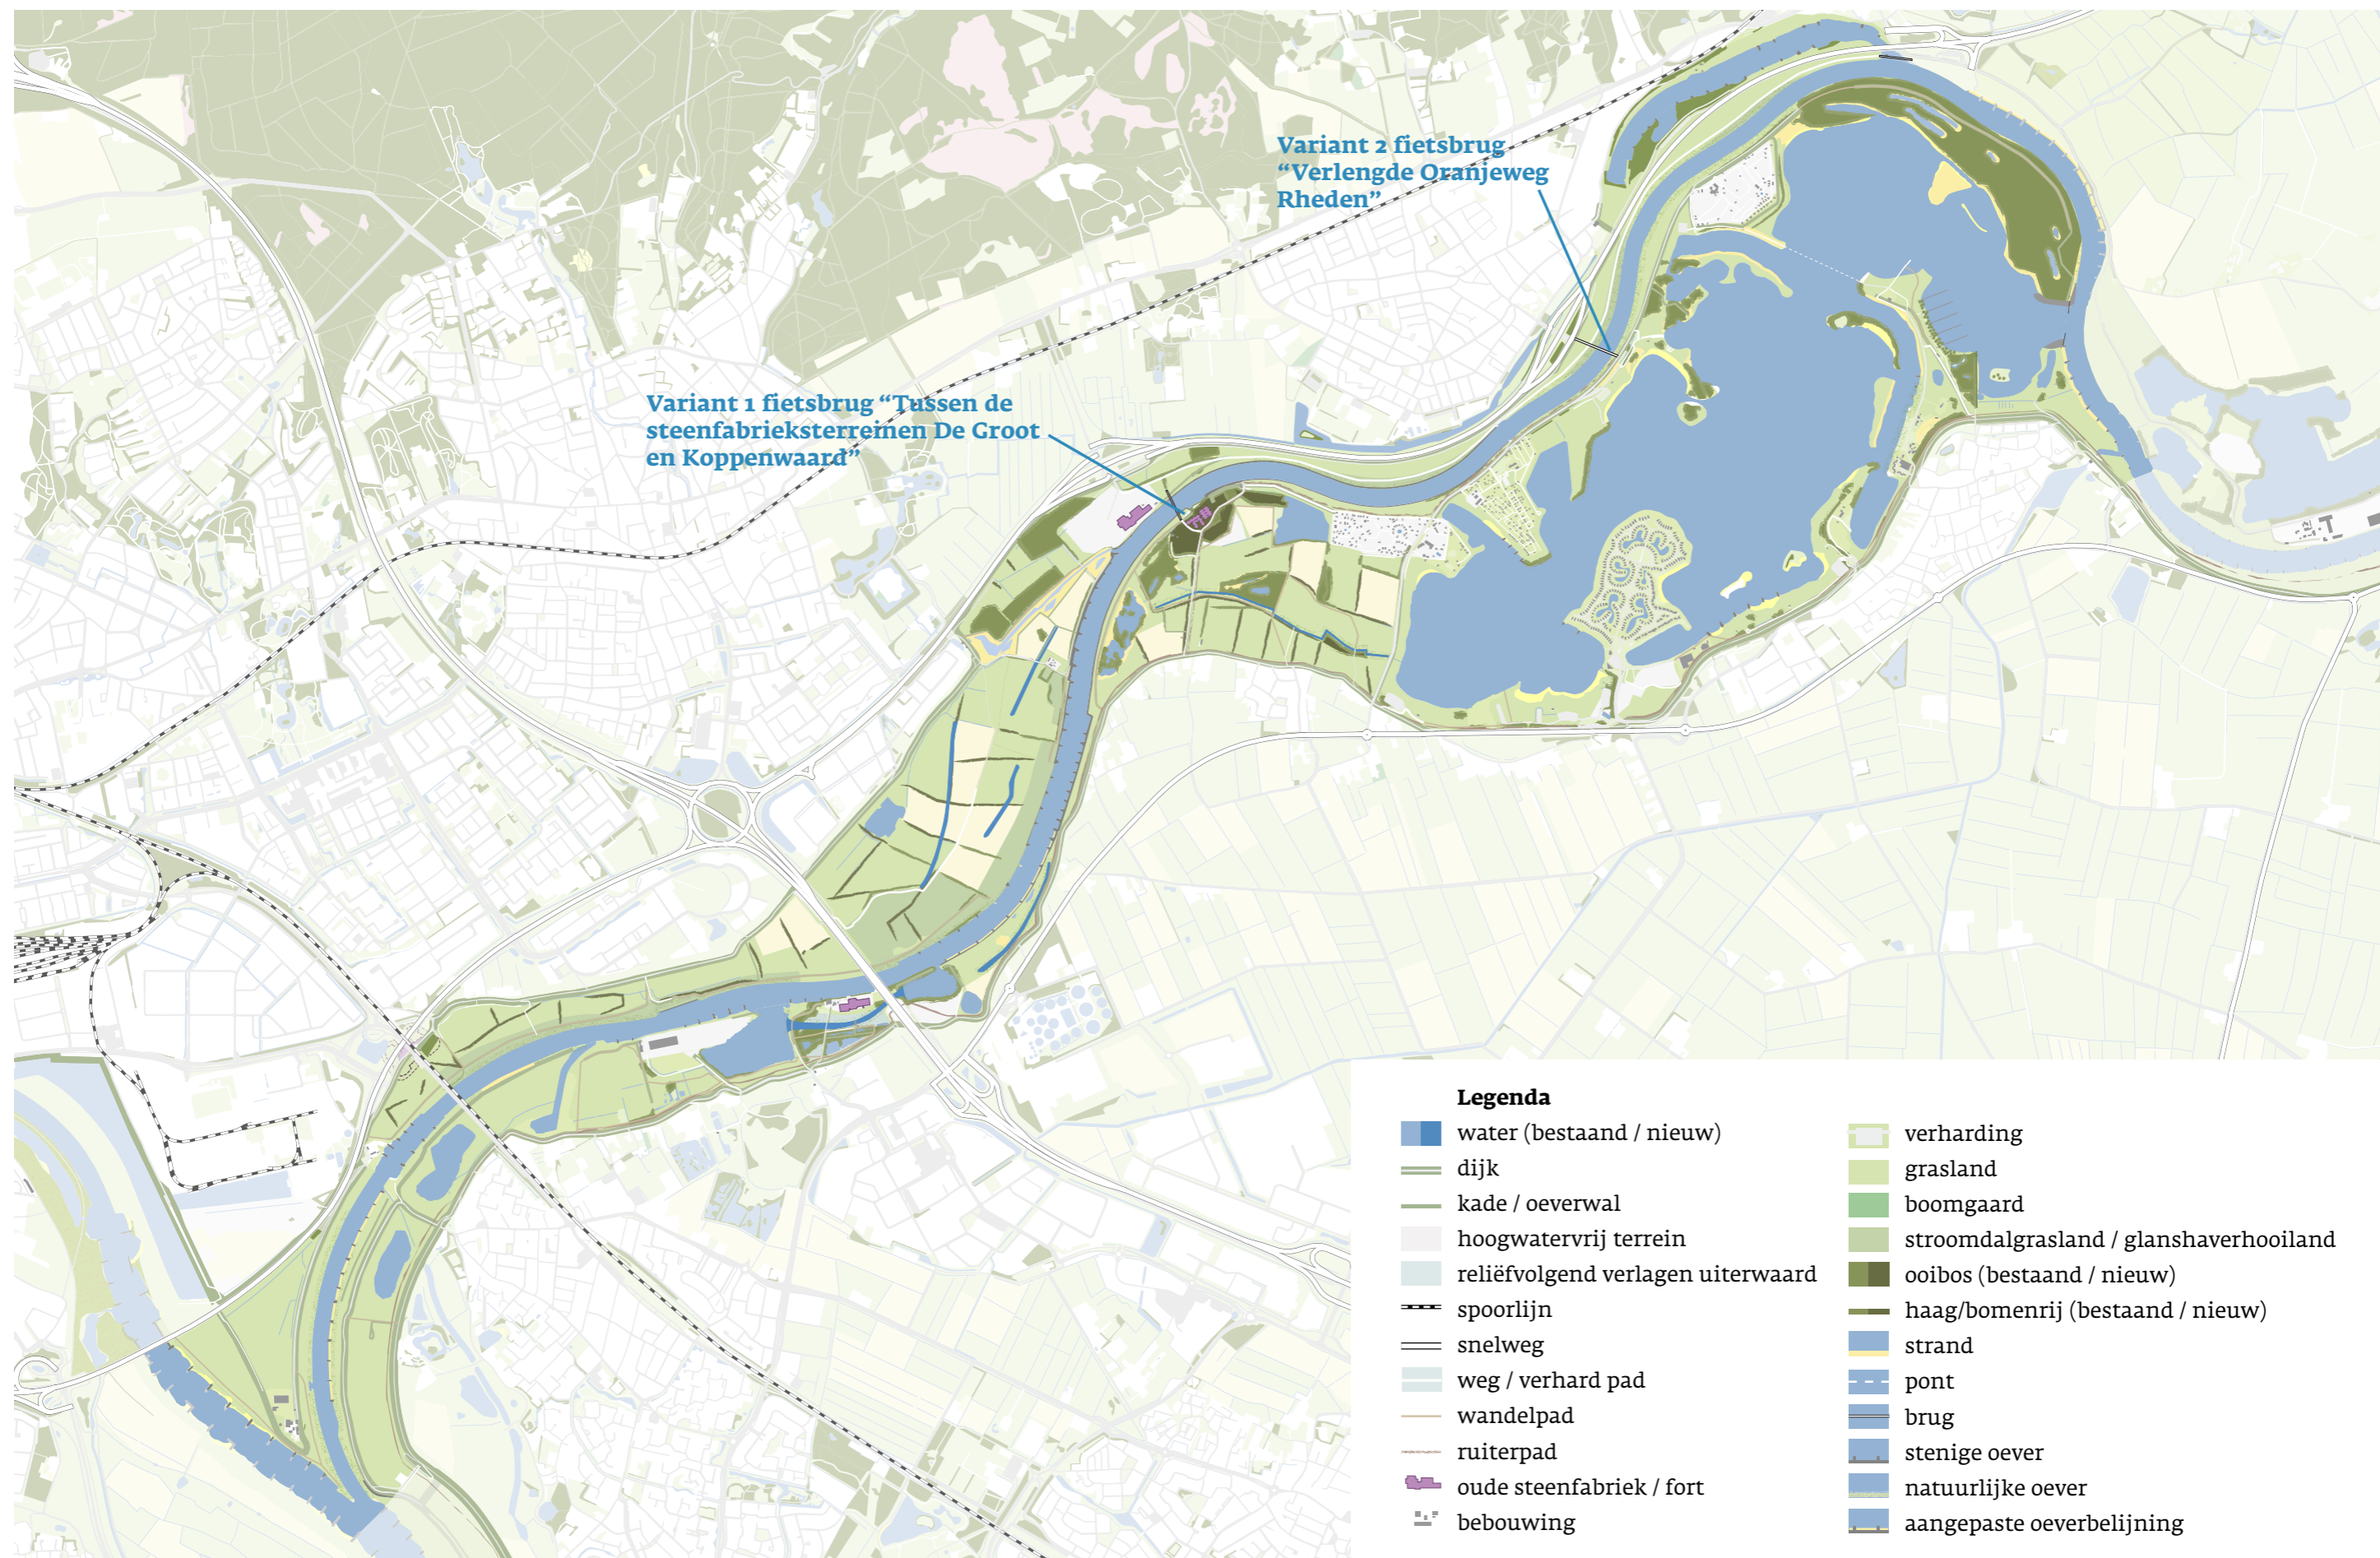 Variant 2 fietsbrug
“Verlengde Oranjeweg
Rheden”
Variant 1 fietsbrug “Tussen de
steenfabrieksterreinen De Groot
en Koppenwaard”
Legenda
water (bestaand / nieuw)
dijk
kade / oeverwal
hoogwatervrij terrein
reliëfvolgend verlagen uiterwaard
spoorlijn
snelweg
weg / verhard pad
wandelpad
ruiterpad
oude steenfabriek / fort
bebouwing
verharding
grasland
boomgaard
stroomdalgrasland / glanshaverhooiland
ooibos (bestaand / nieuw)
haag/bomenrij (bestaand / nieuw)
strand
pont
brug
stenige oever
natuurlijke oever
aangepaste oeverbelijning